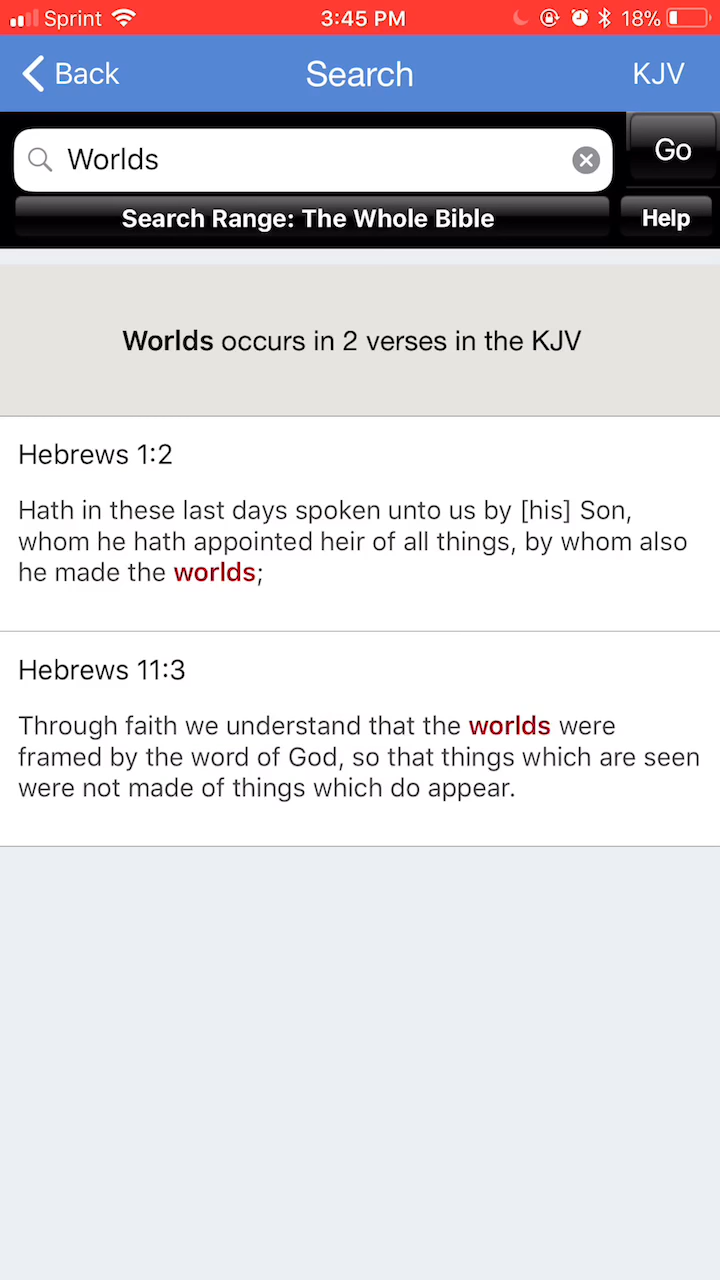 Sprint 3:45 PM 18%
Back Search KJV
Worlds Go
Search Range: The Whole Bible Help
Worlds occurs in 2 verses in the KJV
Hebrews 1:2
Hath in these last days spoken unto us by [his] Son,
whom he hath appointed heir of all things, by whom also
he made the worlds;
Hebrews 11:3
Through faith we understand that the worlds were
framed by the word of God, so that things which are seen
were not made of things which do appear.